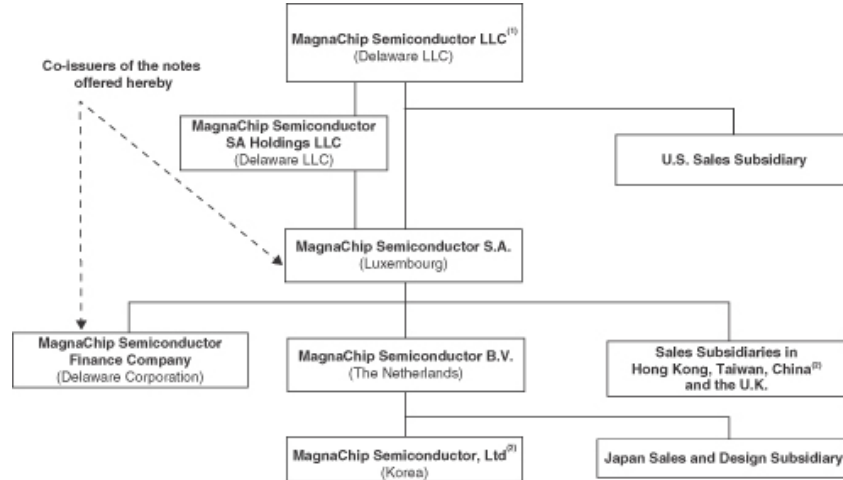 MagnaChip Semiconductor LLC(1)
(Delaware LLC)
Co-issuers of the notes
offered hereby
MagnaChip Semiconductor
SA Holdings LLC
(Delaware LLC)
U.S. Sales Subsidiary
MagnaChip Semiconductor S.A.
(Luxembourg)
MagnaChip Semiconductor
Finance Company
(Delaware Corporation)
MagnaChip Semiconductor B.V.
(The Netherlands)
Sales Subsidiaries in
Hong Kong, Taiwan, China(2)
and the U.K.
MagnaChip Semiconductor, Ltd(2)
(Korea)
Japan Sales and Design Subsidiary